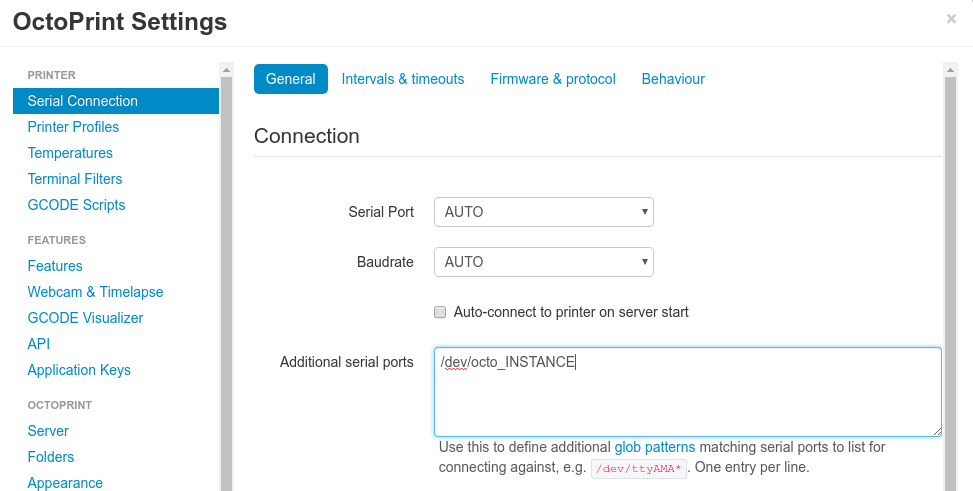 OctoPrint Settings
×
PRINTER
Serial Connection
Printer Profiles
Temperatures
Terminal Filters
GCODE Scripts
FEATURES
Features
Webcam & Timelapse
GCODE Visualizer
API
Application Keys
OCTOPRINT
Server
Folders
Appearance
General Intervals & timeouts Firmware & protocol Behaviour
Connection
Serial Port AUTO
Baudrate AUTO
Auto-connect to printer on server start
Additional serial ports /dev/octo_INSTANCE
Use this to define additional glob patterns matching serial ports to list for
connecting against, e.g. /dev/ttyAMA* . One entry per line.